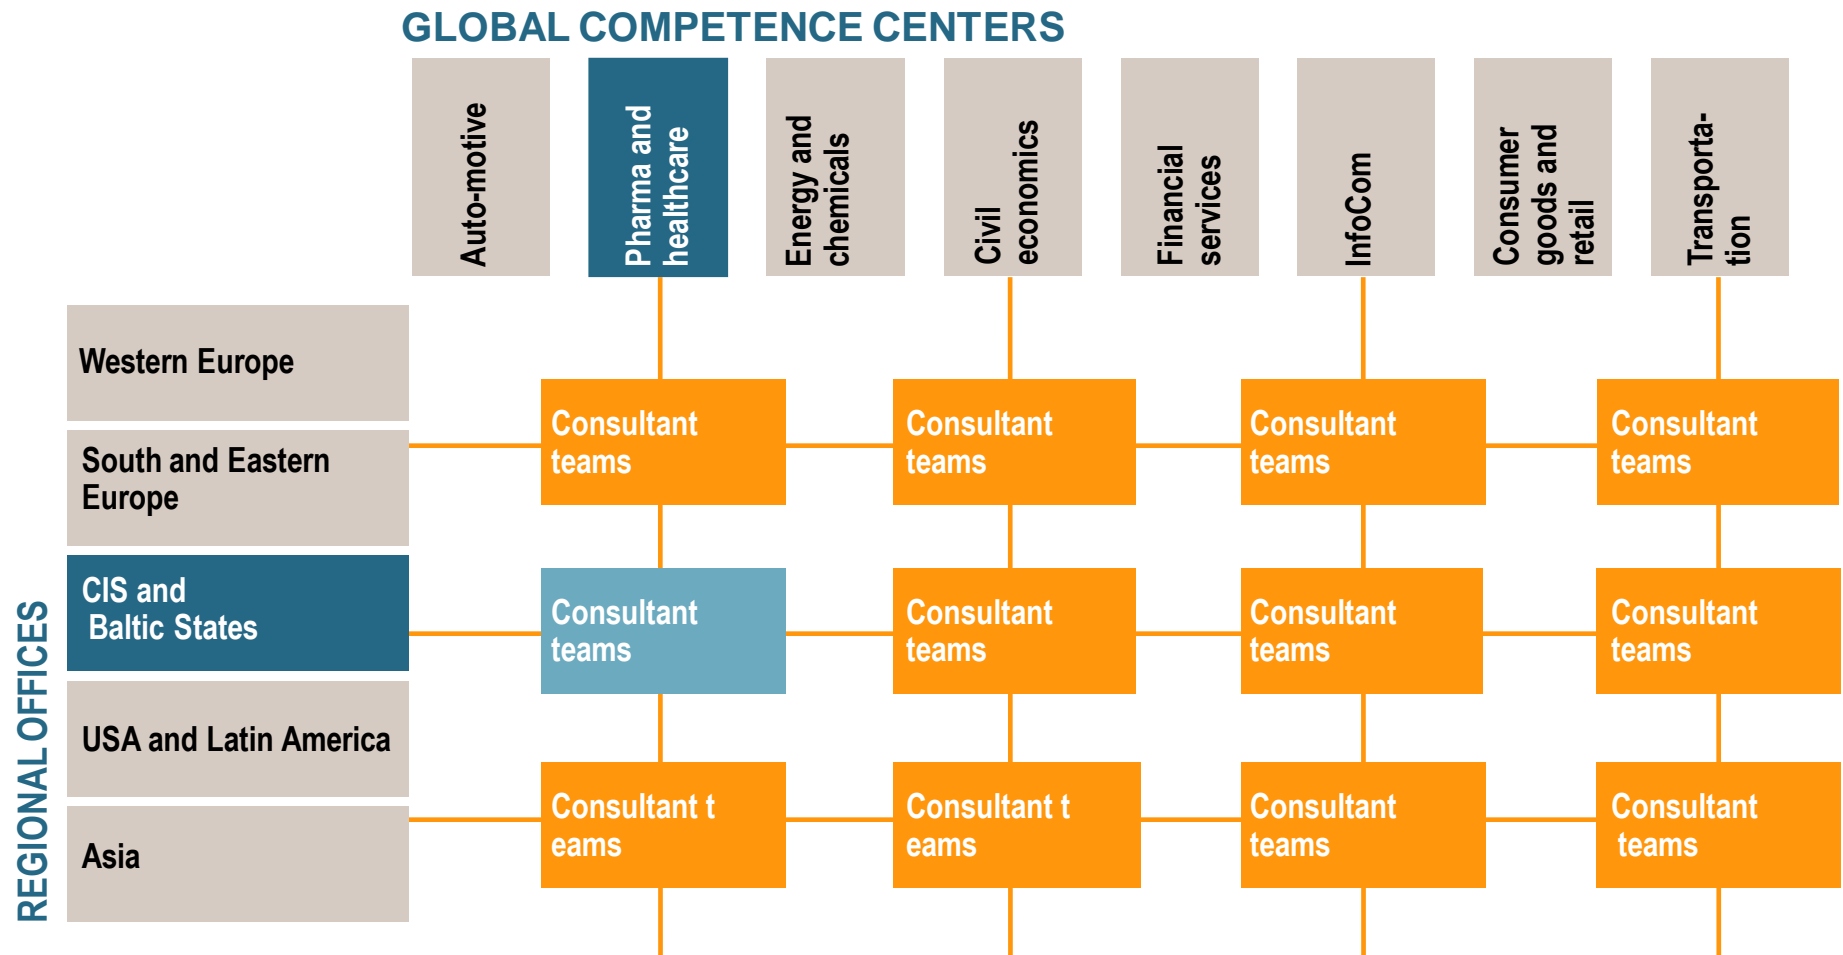 GLOBAL COMPETENCE CENTERS
Auto-motive
Pharma and
healthcare
Energy and
chemicals
Civil
economics
Financial
services
InfoCom
Consumer
goods and
retail
Transporta-
tion
REGIONAL OFFICES
Western Europe
South and Eastern
Europe
CIS and
Baltic States
USA and Latin America
Asia
Consultant
teams
Consultant
teams
Consultant
teams
Consultant
teams
Consultant
teams
Consultant
teams
Consultant
teams
Consultant
teams
Consultant t
eams
Consultant t
eams
Consultant
teams
Consultant
teams